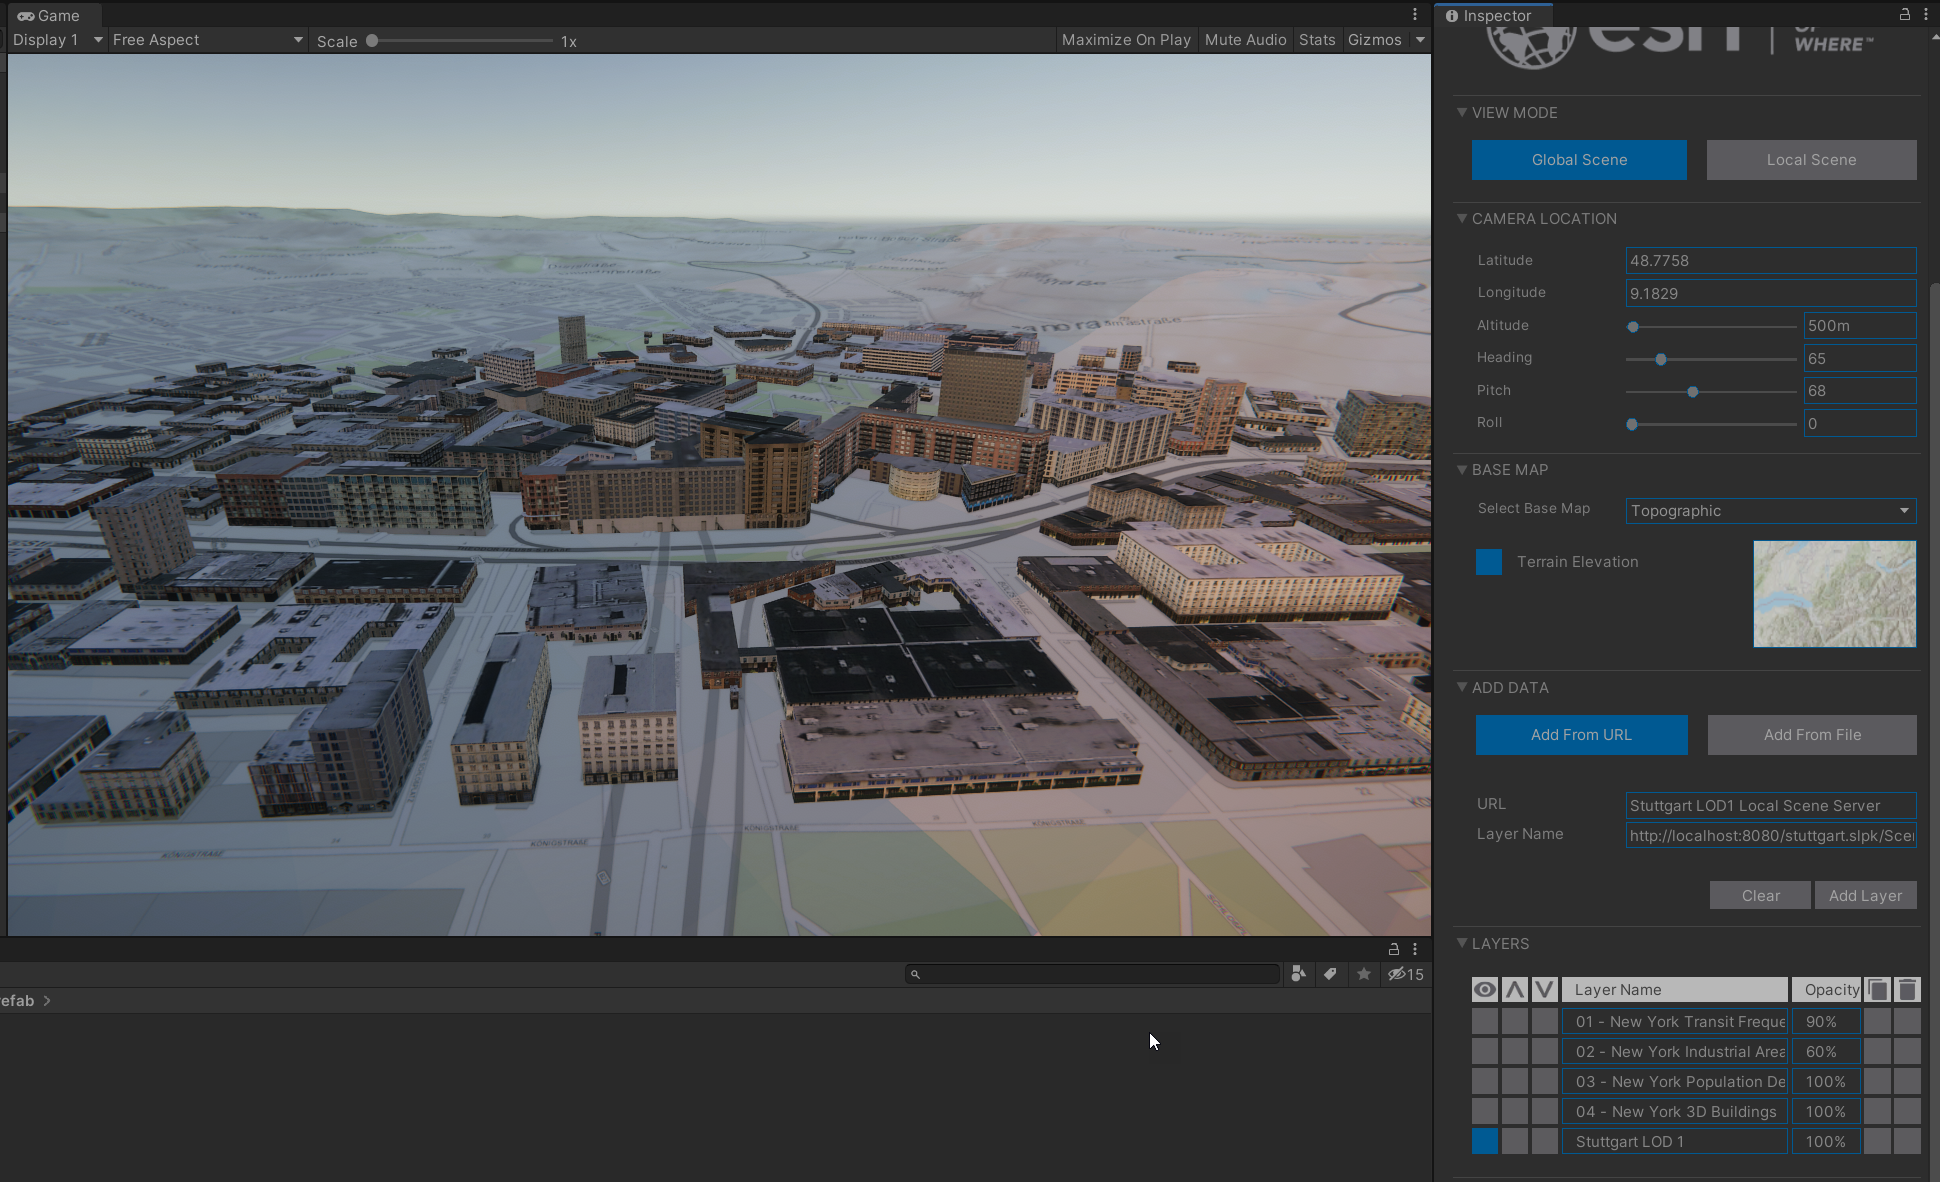 Game
Display 1
Free Aspect
Scale
1x
Maximize On Play
Mute Audio
Stats
Gizmos
KÖNIGSTRAßE
KÖNIGSTRAßE
KÖNIGSTRAßE
15
efab
Inspector
esri
WHERE™
VIEW MODE
Global Scene
Local Scene
CAMERA LOCATION
Latitude
48.7758
Longitude
9.1829
Altitude
500m
Heading
65
Pitch
68
Roll
0
BASE MAP
Select Base Map
Topographic
Terrain Elevation
ADD DATA
Add From URL
Add From File
URL
Stuttgart LOD1 Local Scene Server
Layer Name
http://localhost:8080/stuttgart.slpk/Sce
Clear
Add Layer
LAYERS
Layer Name
Opacity
01 - New York Transit Freque
90%
02 - New York Industrial Area
60%
03 - New York Population De
100%
04 - New York 3D Buildings
100%
Stuttgart LOD 1
100%